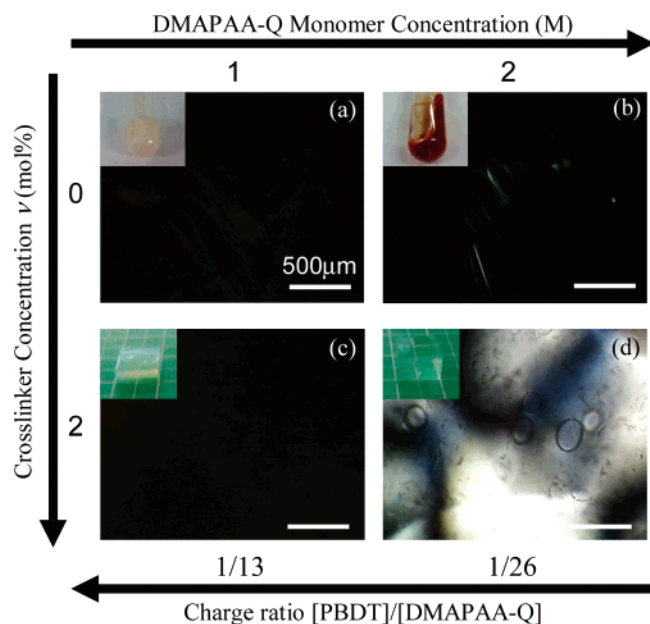 DMAPAA-Q Monomer Concentration (M)
1 2
Crosslinker Concentration ν (mol%)
0
(a)
500μm
(b)
2
(c)
(d)
1/13 1/26
Charge ratio [PBDT]/[DMAPAA-Q]